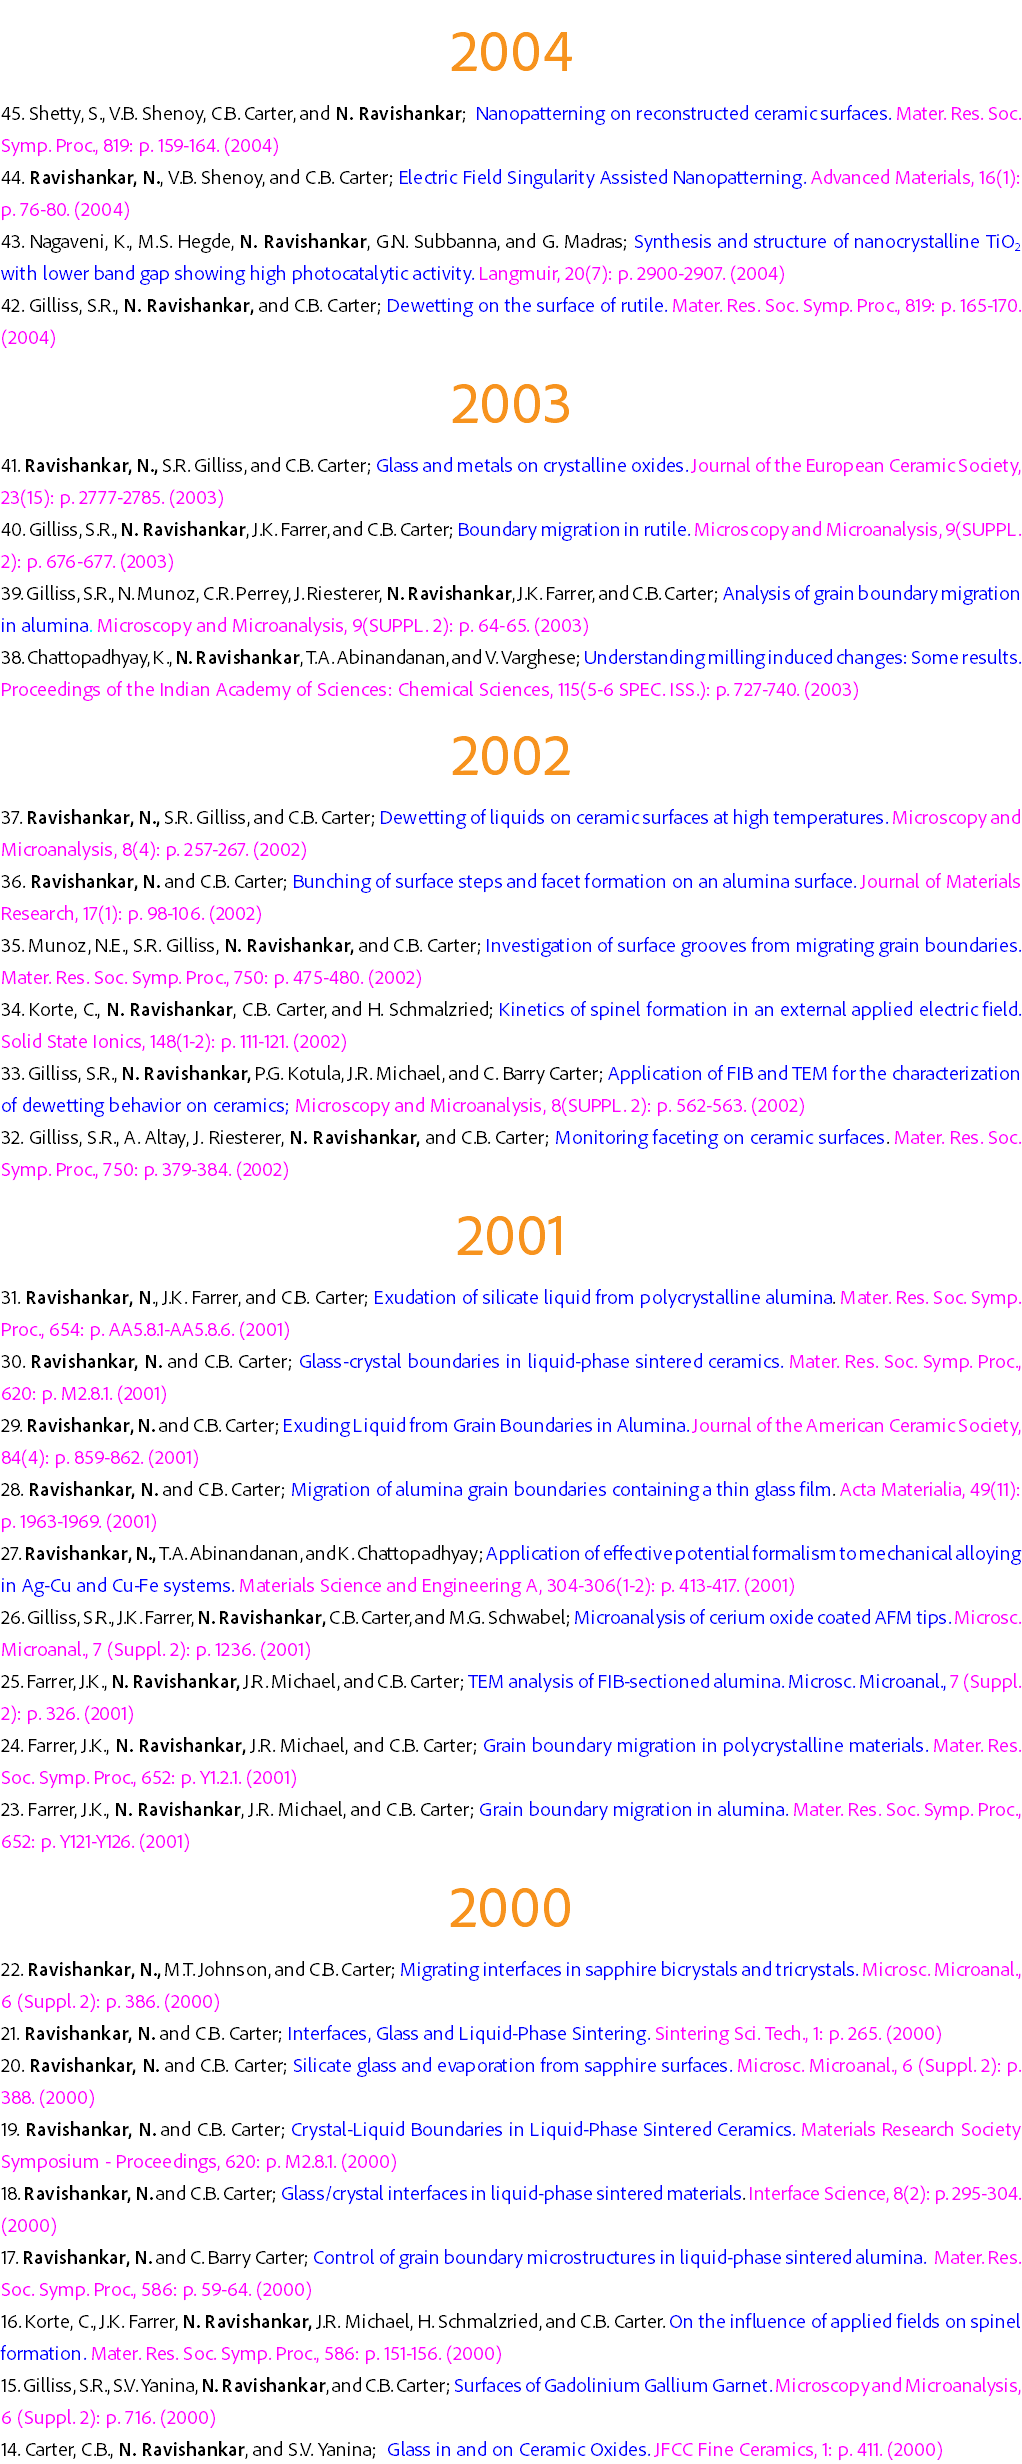 2004
45. Shetty, S., V.B. Shenoy, C.B. Carter, and N. Ravishankar; Nanopatterning on reconstructed ceramic surfaces. Mater. Res. Soc.
Symp. Proc., 819: p. 159-164. (2004)
44. Ravishankar, N., V.B. Shenoy, and C.B. Carter; Electric Field Singularity Assisted Nanopatterning. Advanced Materials, 16(1):
p. 76-80. (2004)
43. Nagaveni, K., M.S. Hegde, N. Ravishankar, G.N. Subbanna, and G. Madras; Synthesis and structure of nanocrystalline TiO₂
with lower band gap showing high photocatalytic activity. Langmuir, 20(7): p. 2900-2907. (2004)
42. Gilliss, S.R., N. Ravishankar, and C.B. Carter; Dewetting on the surface of rutile. Mater. Res. Soc. Symp. Proc., 819: p. 165-170.
(2004)
2003
41. Ravishankar, N., S.R. Gilliss, and C.B. Carter; Glass and metals on crystalline oxides. Journal of the European Ceramic Society,
23(15): p. 2777-2785. (2003)
40. Gilliss, S.R., N. Ravishankar, J.K. Farrer, and C.B. Carter; Boundary migration in rutile. Microscopy and Microanalysis, 9(SUPPL.
2): p. 676-677. (2003)
39. Gilliss, S.R., N. Munoz, C.R. Perrey, J. Riesterer, N. Ravishankar, J.K. Farrer, and C.B. Carter; Analysis of grain boundary migration
in alumina. Microscopy and Microanalysis, 9(SUPPL. 2): p. 64-65. (2003)
38. Chattopadhyay, K., N. Ravishankar, T.A. Abinandanan, and V. Varghese; Understanding milling induced changes: Some results.
Proceedings of the Indian Academy of Sciences: Chemical Sciences, 115(5-6 SPEC. ISS.): p. 727-740. (2003)
2002
37. Ravishankar, N., S.R. Gilliss, and C.B. Carter; Dewetting of liquids on ceramic surfaces at high temperatures. Microscopy and
Microanalysis, 8(4): p. 257-267. (2002)
36. Ravishankar, N. and C.B. Carter; Bunching of surface steps and facet formation on an alumina surface. Journal of Materials
Research, 17(1): p. 98-106. (2002)
35. Munoz, N.E., S.R. Gilliss, N. Ravishankar, and C.B. Carter; Investigation of surface grooves from migrating grain boundaries.
Mater. Res. Soc. Symp. Proc., 750: p. 475-480. (2002)
34. Korte, C., N. Ravishankar, C.B. Carter, and H. Schmalzried; Kinetics of spinel formation in an external applied electric field.
Solid State Ionics, 148(1-2): p. 111-121. (2002)
33. Gilliss, S.R., N. Ravishankar, P.G. Kotula, J.R. Michael, and C. Barry Carter; Application of FIB and TEM for the characterization
of dewetting behavior on ceramics; Microscopy and Microanalysis, 8(SUPPL. 2): p. 562-563. (2002)
32. Gilliss, S.R., A. Altay, J. Riesterer, N. Ravishankar, and C.B. Carter; Monitoring faceting on ceramic surfaces. Mater. Res. Soc.
Symp. Proc., 750: p. 379-384. (2002)
2001
31. Ravishankar, N., J.K. Farrer, and C.B. Carter; Exudation of silicate liquid from polycrystalline alumina. Mater. Res. Soc. Symp.
Proc., 654: p. AA5.8.1-AA5.8.6. (2001)
30. Ravishankar, N. and C.B. Carter; Glass-crystal boundaries in liquid-phase sintered ceramics. Mater. Res. Soc. Symp. Proc.,
620: p. M2.8.1. (2001)
29. Ravishankar, N. and C.B. Carter; Exuding Liquid from Grain Boundaries in Alumina. Journal of the American Ceramic Society,
84(4): p. 859-862. (2001)
28. Ravishankar, N. and C.B. Carter; Migration of alumina grain boundaries containing a thin glass film. Acta Materialia, 49(11):
p. 1963-1969. (2001)
27. Ravishankar, N., T.A. Abinandanan, and K. Chattopadhyay; Application of effective potential formalism to mechanical alloying
in Ag-Cu and Cu-Fe systems. Materials Science and Engineering A, 304-306(1-2): p. 413-417. (2001)
26. Gilliss, S.R., J.K. Farrer, N. Ravishankar, C.B. Carter, and M.G. Schwabel; Microanalysis of cerium oxide coated AFM tips. Microsc.
Microanal., 7 (Suppl. 2): p. 1236. (2001)
25. Farrer, J.K., N. Ravishankar, J.R. Michael, and C.B. Carter; TEM analysis of FIB-sectioned alumina. Microsc. Microanal., 7 (Suppl.
2): p. 326. (2001)
24. Farrer, J.K., N. Ravishankar, J.R. Michael, and C.B. Carter; Grain boundary migration in polycrystalline materials. Mater. Res.
Soc. Symp. Proc., 652: p. Y1.2.1. (2001)
23. Farrer, J.K., N. Ravishankar, J.R. Michael, and C.B. Carter; Grain boundary migration in alumina. Mater. Res. Soc. Symp. Proc.,
652: p. Y121-Y126. (2001)
2000
22. Ravishankar, N., M.T. Johnson, and C.B. Carter; Migrating interfaces in sapphire bicrystals and tricrystals. Microsc. Microanal.,
6 (Suppl. 2): p. 386. (2000)
21. Ravishankar, N. and C.B. Carter; Interfaces, Glass and Liquid-Phase Sintering. Sintering Sci. Tech., 1: p. 265. (2000)
20. Ravishankar, N. and C.B. Carter; Silicate glass and evaporation from sapphire surfaces. Microsc. Microanal., 6 (Suppl. 2): p.
388. (2000)
19. Ravishankar, N. and C.B. Carter; Crystal-Liquid Boundaries in Liquid-Phase Sintered Ceramics. Materials Research Society
Symposium - Proceedings, 620: p. M2.8.1. (2000)
18. Ravishankar, N. and C.B. Carter; Glass/crystal interfaces in liquid-phase sintered materials. Interface Science, 8(2): p. 295-304.
(2000)
17. Ravishankar, N. and C. Barry Carter; Control of grain boundary microstructures in liquid-phase sintered alumina. Mater. Res.
Soc. Symp. Proc., 586: p. 59-64. (2000)
16. Korte, C., J.K. Farrer, N. Ravishankar, J.R. Michael, H. Schmalzried, and C.B. Carter. On the influence of applied fields on spinel
formation. Mater. Res. Soc. Symp. Proc., 586: p. 151-156. (2000)
15. Gilliss, S.R., S.V. Yanina, N. Ravishankar, and C.B. Carter; Surfaces of Gadolinium Gallium Garnet. Microscopy and Microanalysis,
6 (Suppl. 2): p. 716. (2000)
14. Carter, C.B., N. Ravishankar, and S.V. Yanina; Glass in and on Ceramic Oxides. JFCC Fine Ceramics, 1: p. 411. (2000)